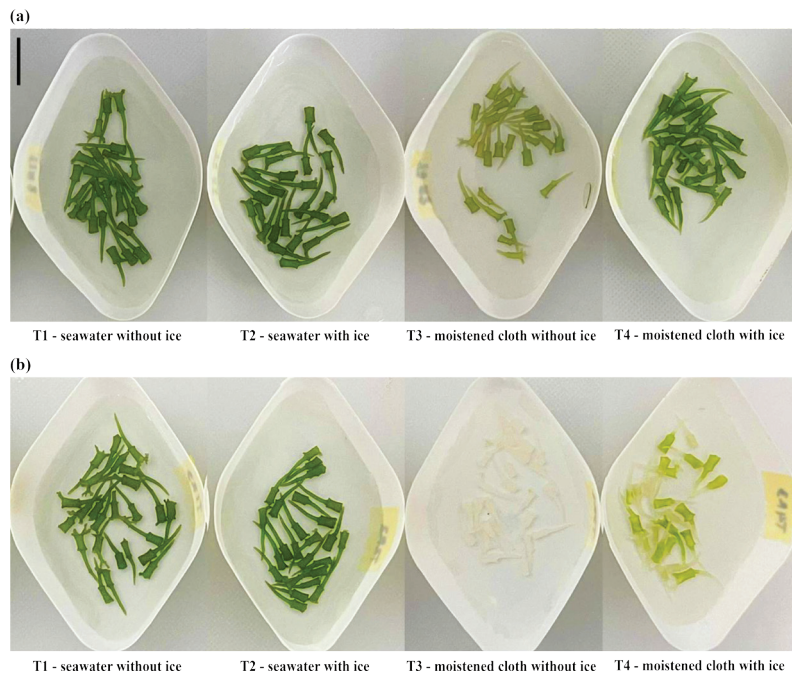 (a)
T1 - seawater without ice
T2 - seawater with ice
T3 - moistened cloth without ice
T4 - moistened cloth with ice
(b)
T1 - seawater without ice
T2 - seawater with ice
T3 - moistened cloth without ice
T4 - moistened cloth with ice